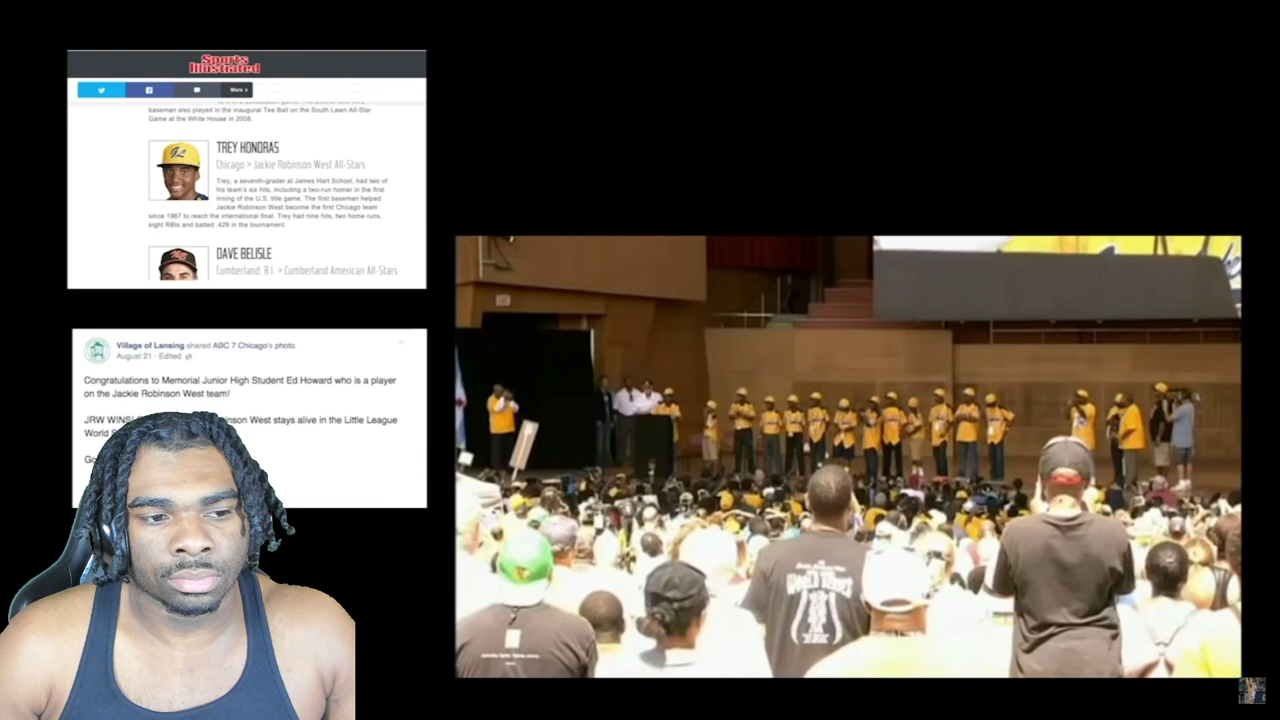 Sports
Illustrated
More >
baseman also played in the inaugural Tee Ball on the South Lawn All-Star
Game at the White House in 2008.
TREY HONDRAS
Chicago > Jackie Robinson West All-Stars
Trey, a seventh-grader at James Hart School, had two of
his team's six hits, including a two-run homer in the first
inning of the U.S. title game. The first baseman helped
Jackie Robinson West become the first Chicago team
since 1967 to reach the international final. Trey had nine hits, two home runs,
eight RBIs and batted .429 in the tournament.
DAVE BELISLE
Cumberland, R.I. > Cumberland American All-Stars
Village of Lansing shared ABC 7 Chicago's photo.
August 21 · Edited
Congratulations to Memorial Junior High Student Ed Howard who is a player
on the Jackie Robinson West team!
JRW West stays alive in the Little League
World
WORLD SERIES